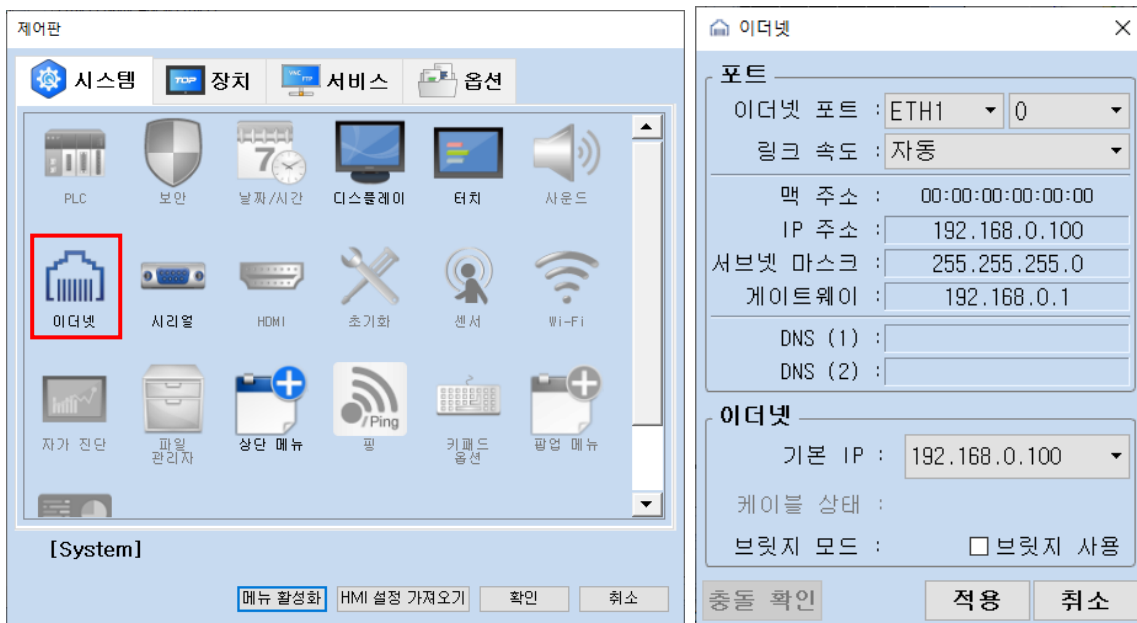 제어판
시스템
TOP 장치
VNC FTP 서비스
옵션
PLC
보안
7
날짜/시간
디스플레이
터치
사운드
이더넷
시리얼
HDMI
초기화
센서
Wi-Fi
자가 진단
파일
관리자
상단 메뉴
/Ping
핑
키패드
옵션
팝업 메뉴
[System]
메뉴 활성화
HMI 설정 가져오기
확인
취소
이더넷
포트
이더넷 포트 : ETH1 0
링크 속도 : 자동
맥 주소 : 00:00:00:00:00:00
IP 주소 : 192.168.0.100
서브넷 마스크 : 255.255.255.0
게이트웨이 : 192.168.0.1
DNS (1) :
DNS (2) :
이더넷
기본 IP : 192.168.0.100
케이블 상태 :
브릿지 모드 : 브릿지 사용
충돌 확인
적용
취소